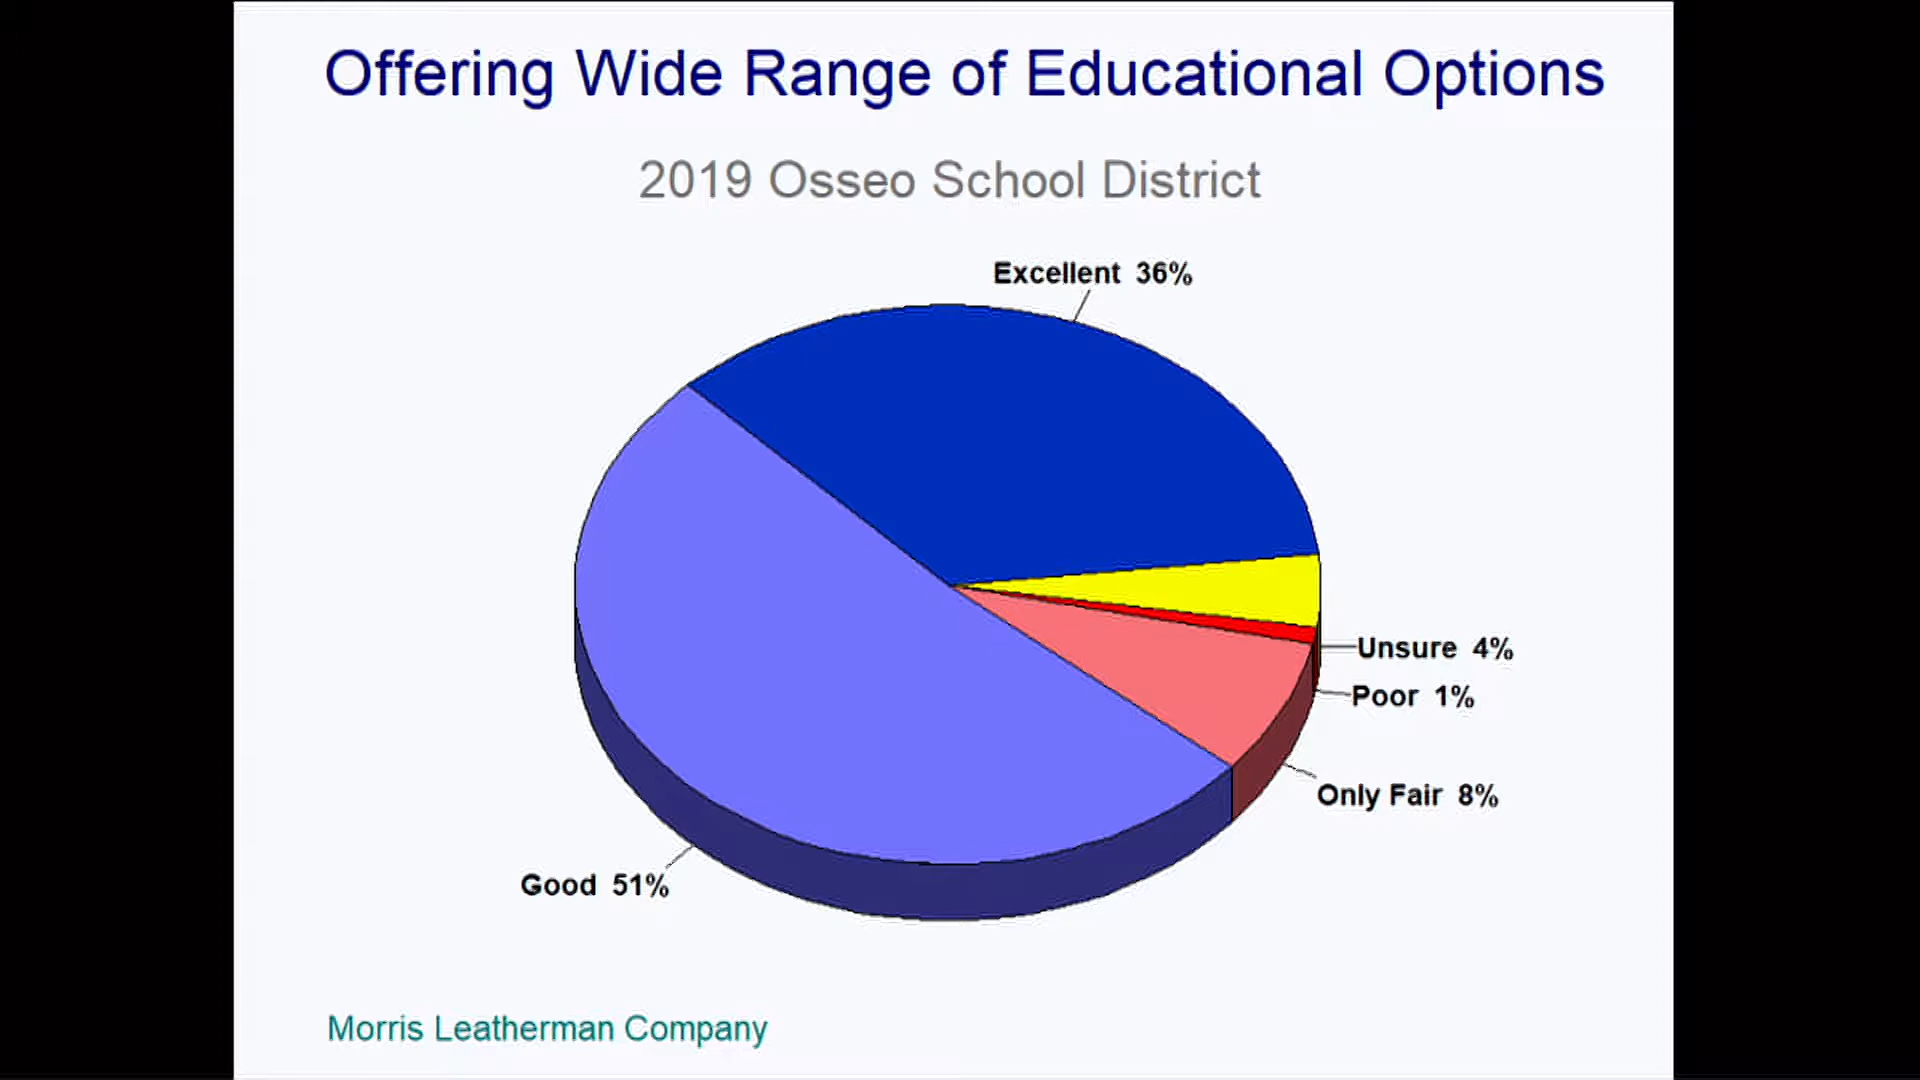 Offering Wide Range of Educational Options
2019 Osseo School District
Excellent 36%
Unsure 4%
Poor 1%
Only Fair 8%
Good 51%
Morris Leatherman Company